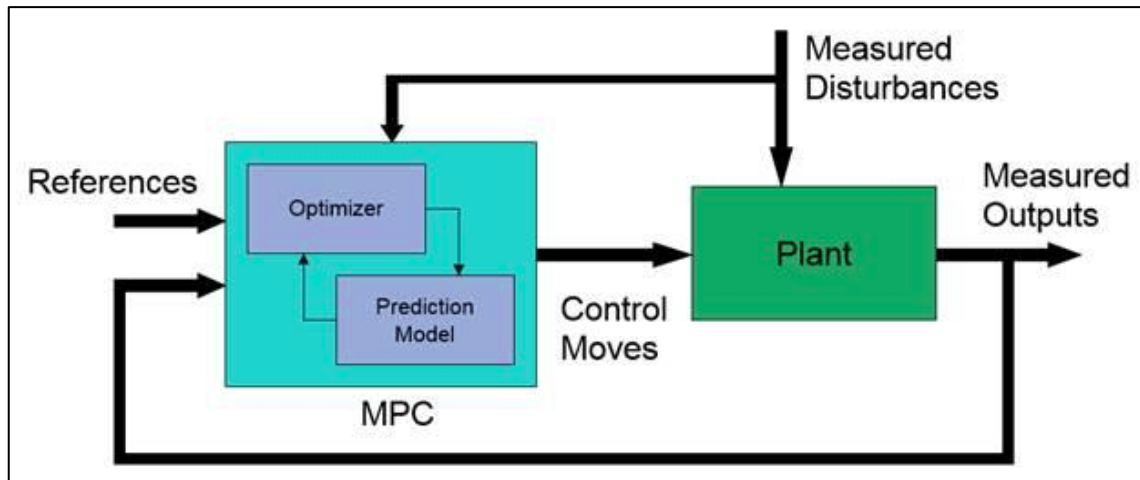 Measured
Disturbances
References
Optimizer
Prediction
Model
MPC
Control
Moves
Plant
Measured
Outputs